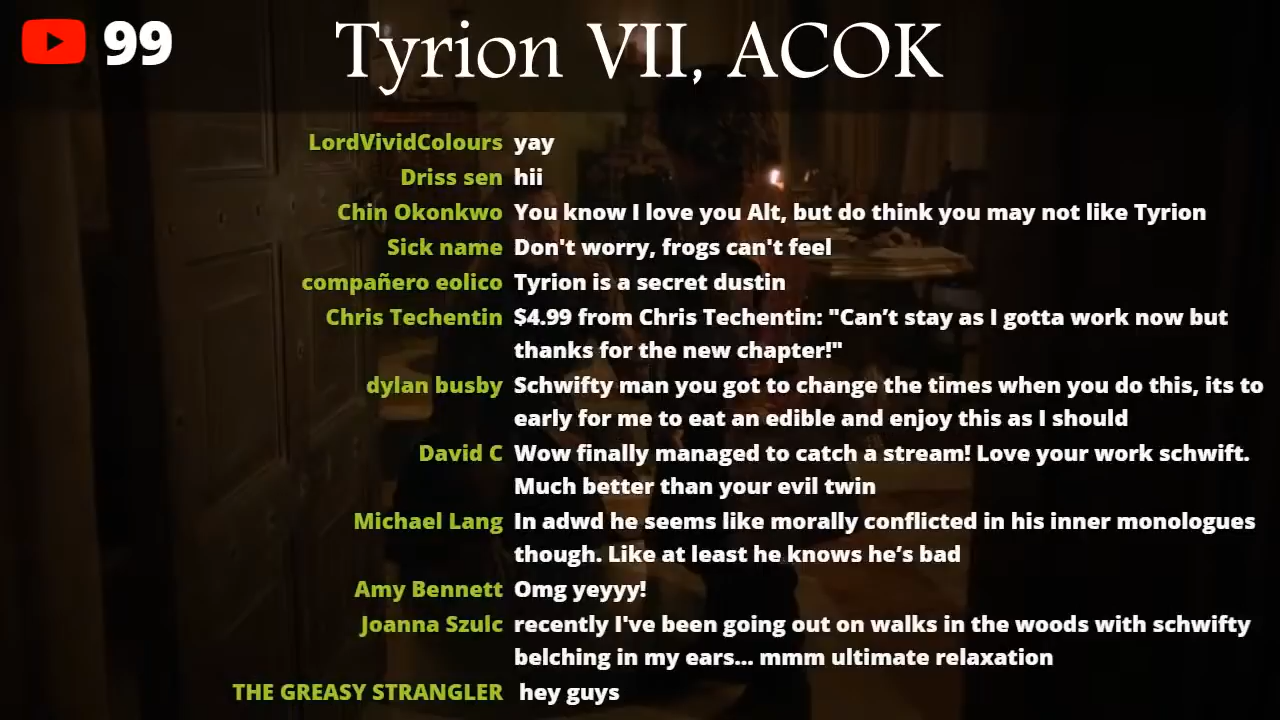 99
Tyrion VII, ACOK
LordVividColours yay
Driss sen hii
Chin Okonkwo You know I love you Alt, but do think you may not like Tyrion
Sick name Don't worry, frogs can't feel
compañero eolico Tyrion is a secret dustin
Chris Techentin $4.99 from Chris Techentin: "Can’t stay as I gotta work now but
thanks for the new chapter!"
dylan busby Schwifty man you got to change the times when you do this, its to
early for me to eat an edible and enjoy this as I should
David C Wow finally managed to catch a stream! Love your work schwift.
Much better than your evil twin
Michael Lang In adwd he seems like morally conflicted in his inner monologues
though. Like at least he knows he’s bad
Amy Bennett Omg yeyyy!
Joanna Szulc recently I've been going out on walks in the woods with schwifty
belching in my ears... mmm ultimate relaxation
THE GREASY STRANGLER hey guys